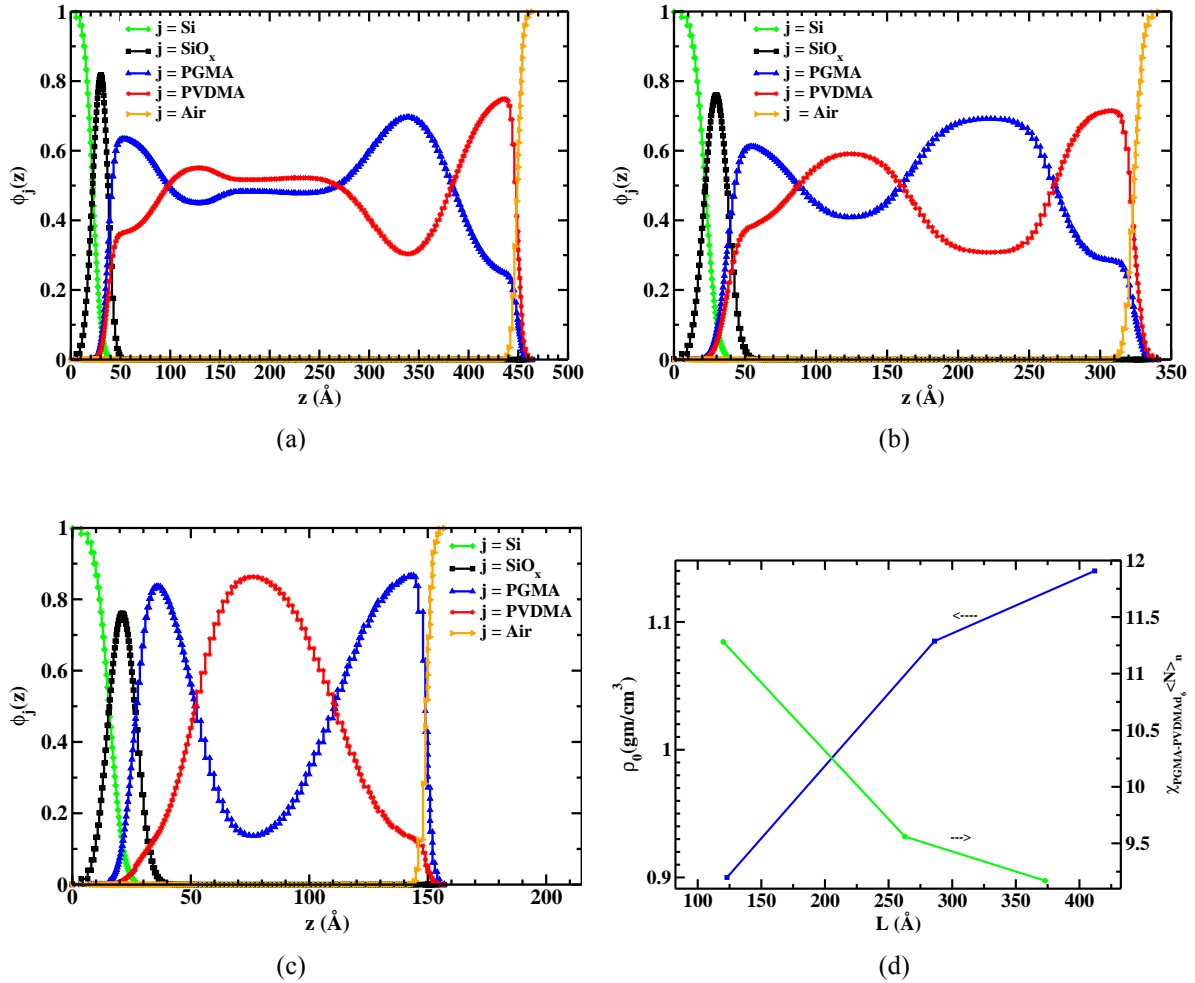 j = Si
j = SiOx
j = PGMA
j = PVDMA
j = Air
ϕj(z)
1
0.8
0.6
0.4
0.2
0
0 50 100 150 200 250 300 350 400 450 500
z (Å)
(a)
j = Si
j = SiOx
j = PGMA
j = PVDMA
j = Air
ϕj(z)
1
0.8
0.6
0.4
0.2
0
0 50 100 150 200 250 300 350
z (Å)
(b)
j = Si
j = SiOx
j = PGMA
j = PVDMA
j = Air
ϕj(z)
1
0.8
0.6
0.4
0.2
0
0 50 100 150 200
z (Å)
(c)
ρ0(gm/cm3)
1.1
1
0.9
<----
--->
12
11.5
11
10.5
10
9.5
χPGMA-PVDMAd6<N>n
100 150 200 250 300 350 400
L (Å)
(d)